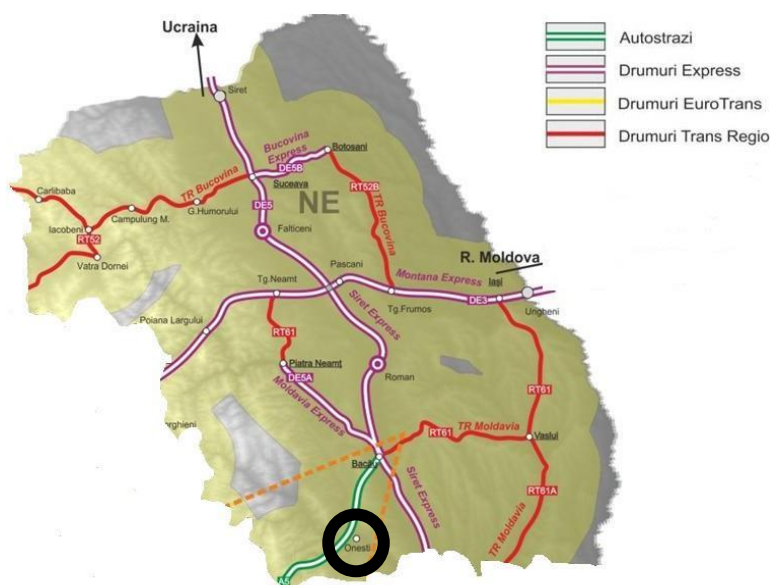 Ucraina
Siret
Autostrazi
Drumuri Express
Drumuri EuroTrans
Drumuri Trans Regio
Bucovina
Express
Botosani
DE5B
TR Bucovina
Suceava
RT52B
Carlibaba
Campulung M.
G.Humorului
DE5
NE
TR Bucovina
Iacobeni
RT52
Falticeni
Vatra Dornei
R. Moldova
Pascani
Montana Express
Iasi
Tg.Neamt
DE3
Ungheni
Tg.Frumos
Poiana Largului
Siret Express
RT61
Piatra Neamt
DE5A
Roman
RT61
Moldavia Express
RT61
TR Moldavia
Vaslui
Bacău
Siret Express
RT61A
TR Moldavia
Onesti
A5